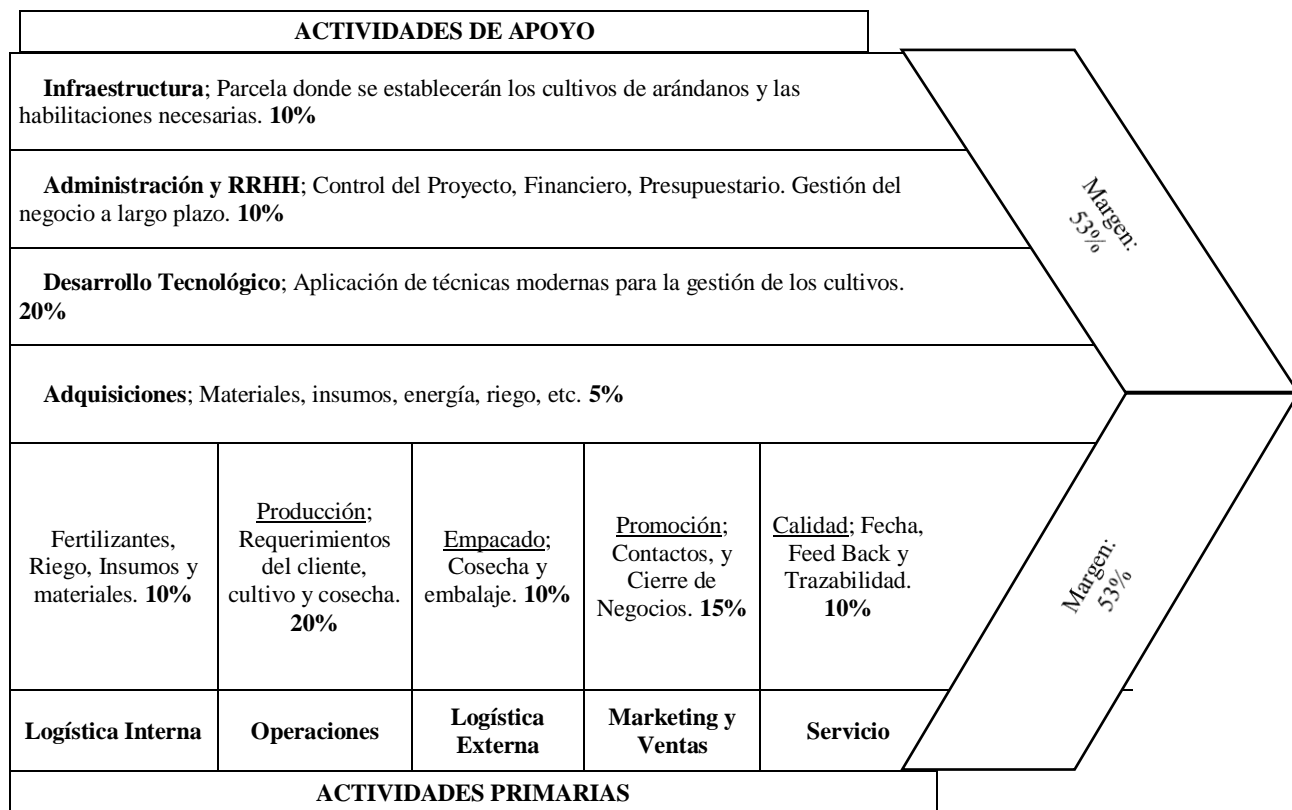 ACTIVIDADES DE APOYO
Infraestructura; Parcela donde se establecerán los cultivos de arándanos y las
habilitaciones necesarias. 10%
Administración y RRHH; Control del Proyecto, Financiero, Presupuestario. Gestión del
negocio a largo plazo. 10%
Desarrollo Tecnológico; Aplicación de técnicas modernas para la gestión de los cultivos.
20%
Adquisiciones; Materiales, insumos, energía, riego, etc. 5%
Margen:
53%
Fertilizantes,
Riego, Insumos y
materiales. 10%
Producción;
Requerimientos
del cliente,
cultivo y cosecha.
20%
Empacado;
Cosecha y
embalaje. 10%
Promoción;
Contactos, y
Cierre de
Negocios. 15%
Calidad; Fecha,
Feed Back y
Trazabilidad.
10%
Margen:
53%
Logística Interna
Operaciones
Logística
Externa
Marketing y
Ventas
Servicio
ACTIVIDADES PRIMARIAS